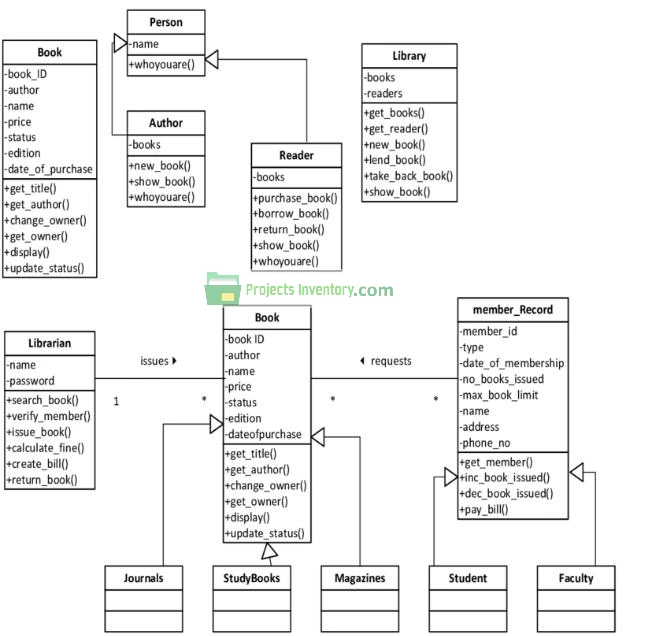 Person
-name
+whoyouare()
Book
-book_ID
-author
-name
-price
-status
-edition
-date_of_purchase
+get_title()
+get_author()
+change_owner()
+get_owner()
+display()
+update_status()
Author
-books
+new_book()
+show_book()
+whoyouare()
Reader
-books
+purchase_book()
+borrow_book()
+return_book()
+show_book()
+whoyouare()
Library
-books
-readers
+get_books()
+get_reader()
+new_book()
+lend_book()
+take_back_book()
+show_book()
Projects Inventory.com
Librarian
-name
-password
+search_book()
+verify_member()
+issue_book()
+calculate_fine()
+create_bill()
+return_book()
issues
1
*
Book
-book ID
-author
-name
-price
-status
-edition
-dateofpurchase
+get_title()
+get_author()
+change_owner()
+get_owner()
+display()
+update_status()
requests
*
*
member_Record
-member_id
-type
-date_of_membership
-no_books_issued
-max_book_limit
-name
-address
-phone_no
+get_member()
+inc_book_issued()
+dec_book_issued()
+pay_bill()
Journals
StudyBooks
Magazines
Student
Faculty